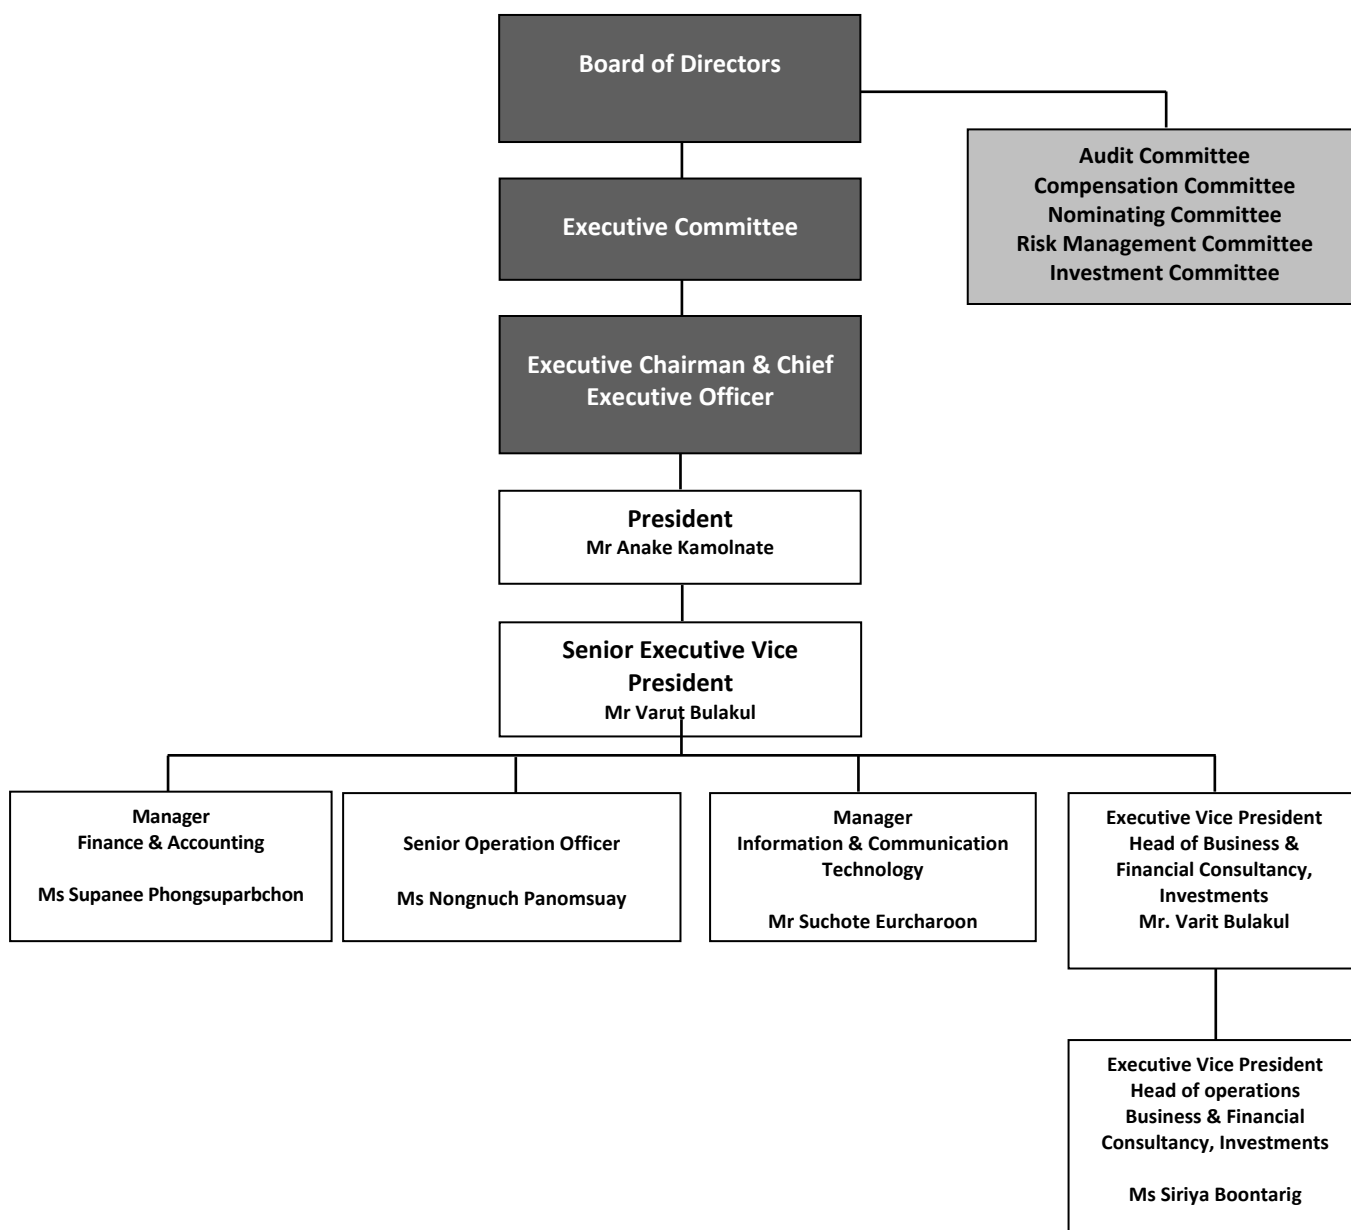 Board of Directors
Audit Committee
Compensation Committee
Nominating Committee
Risk Management Committee
Investment Committee
Executive Committee
Executive Chairman & Chief
Executive Officer
President
Mr Anake Kamolnate
Senior Executive Vice
President
Mr Varut Bulakul
Manager
Finance & Accounting
Ms Supanee Phongsuparbchon
Senior Operation Officer
Ms Nongnuch Panomsuay
Manager
Information & Communication
Technology
Mr Suchote Eurcharoon
Executive Vice President
Head of Business &
Financial Consultancy,
Investments
Mr. Varit Bulakul
Executive Vice President
Head of operations
Business & Financial
Consultancy, Investments
Ms Siriya Boontarig